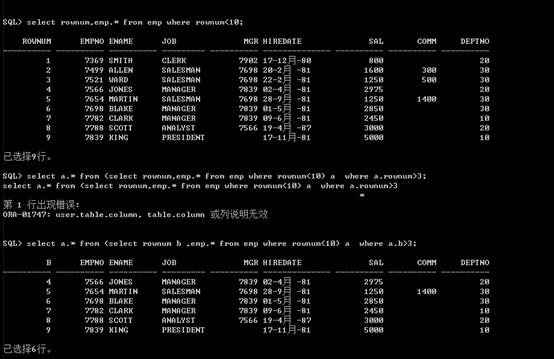 SQL> select rownum,emp.* from emp where rownum<10;
ROWNUM EMPNO ENAME JOB MGR HIREDATE SAL COMM DEPTNO
---------- ---------- ---------- --------- ---------- -------------- ---------- ---------- ----------
1 7369 SMITH CLERK 7902 17-12月-80 800 20
2 7499 ALLEN SALESMAN 7698 20-2月 -81 1600 300 30
3 7521 WARD SALESMAN 7698 22-2月 -81 1250 500 30
4 7566 JONES MANAGER 7839 02-4月 -81 2975 20
5 7654 MARTIN SALESMAN 7698 28-9月 -81 1250 1400 30
6 7698 BLAKE MANAGER 7839 01-5月 -81 2850 30
7 7782 CLARK MANAGER 7839 09-6月 -81 2450 10
8 7788 SCOTT ANALYST 7566 19-4月 -87 3000 20
9 7839 KING PRESIDENT 17-11月-81 5000 10
已选择9行。
SQL> select a.* from (select rownum,emp.* from emp where rownum<10) a where a.rownum>3;
select a.* from (select rownum,emp.* from emp where rownum<10) a where a.rownum>3
*
第 1 行出现错误:
ORA-01747: user.table.column, table.column 或列说明无效
SQL> select a.* from (select rownum b ,emp.* from emp where rownum<10) a where a.b>3;
B EMPNO ENAME JOB MGR HIREDATE SAL COMM DEPTNO
---------- ---------- ---------- --------- ---------- -------------- ---------- ---------- ----------
4 7566 JONES MANAGER 7839 02-4月 -81 2975 20
5 7654 MARTIN SALESMAN 7698 28-9月 -81 1250 1400 30
6 7698 BLAKE MANAGER 7839 01-5月 -81 2850 30
7 7782 CLARK MANAGER 7839 09-6月 -81 2450 10
8 7788 SCOTT ANALYST 7566 19-4月 -87 3000 20
9 7839 KING PRESIDENT 17-11月-81 5000 10
已选择6行。